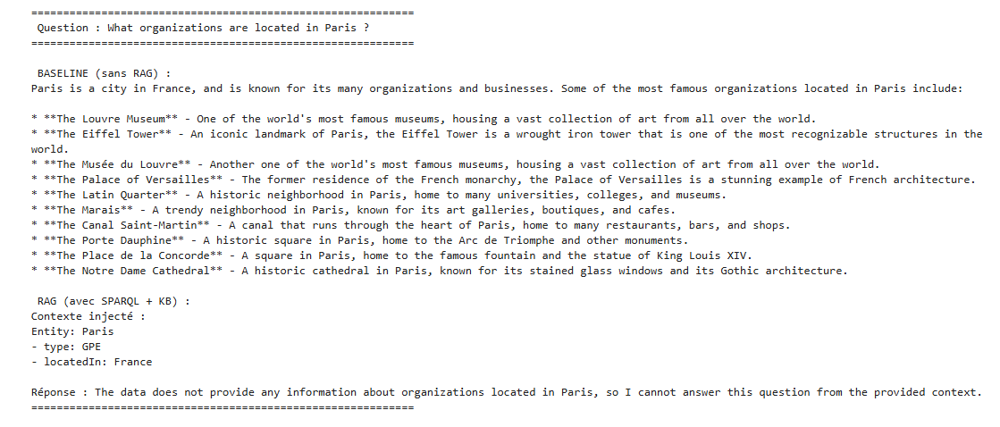 ============================================================
Question : What organizations are located in Paris ?
============================================================
BASELINE (sans RAG) :
Paris is a city in France, and is known for its many organizations and businesses. Some of the most famous organizations located in Paris include:
* **The Louvre Museum** - One of the world's most famous museums, housing a vast collection of art from all over the world.
* **The Eiffel Tower** - An iconic landmark of Paris, the Eiffel Tower is a wrought iron tower that is one of the most recognizable structures in the
world.
* **The Musée du Louvre** - Another one of the world's most famous museums, housing a vast collection of art from all over the world.
* **The Palace of Versailles** - The former residence of the French monarchy, the Palace of Versailles is a stunning example of French architecture.
* **The Latin Quarter** - A historic neighborhood in Paris, home to many universities, colleges, and museums.
* **The Marais** - A trendy neighborhood in Paris, known for its art galleries, boutiques, and cafes.
* **The Canal Saint-Martin** - A canal that runs through the heart of Paris, home to many restaurants, bars, and shops.
* **The Porte Dauphine** - A historic square in Paris, home to the Arc de Triomphe and other monuments.
* **The Place de la Concorde** - A square in Paris, home to the famous fountain and the statue of King Louis XIV.
* **The Notre Dame Cathedral** - A historic cathedral in Paris, known for its stained glass windows and its Gothic architecture.
RAG (avec SPARQL + KB) :
Contexte injecté :
Entity: Paris
- type: GPE
- locatedIn: France
Réponse : The data does not provide any information about organizations located in Paris, so I cannot answer this question from the provided context.
============================================================